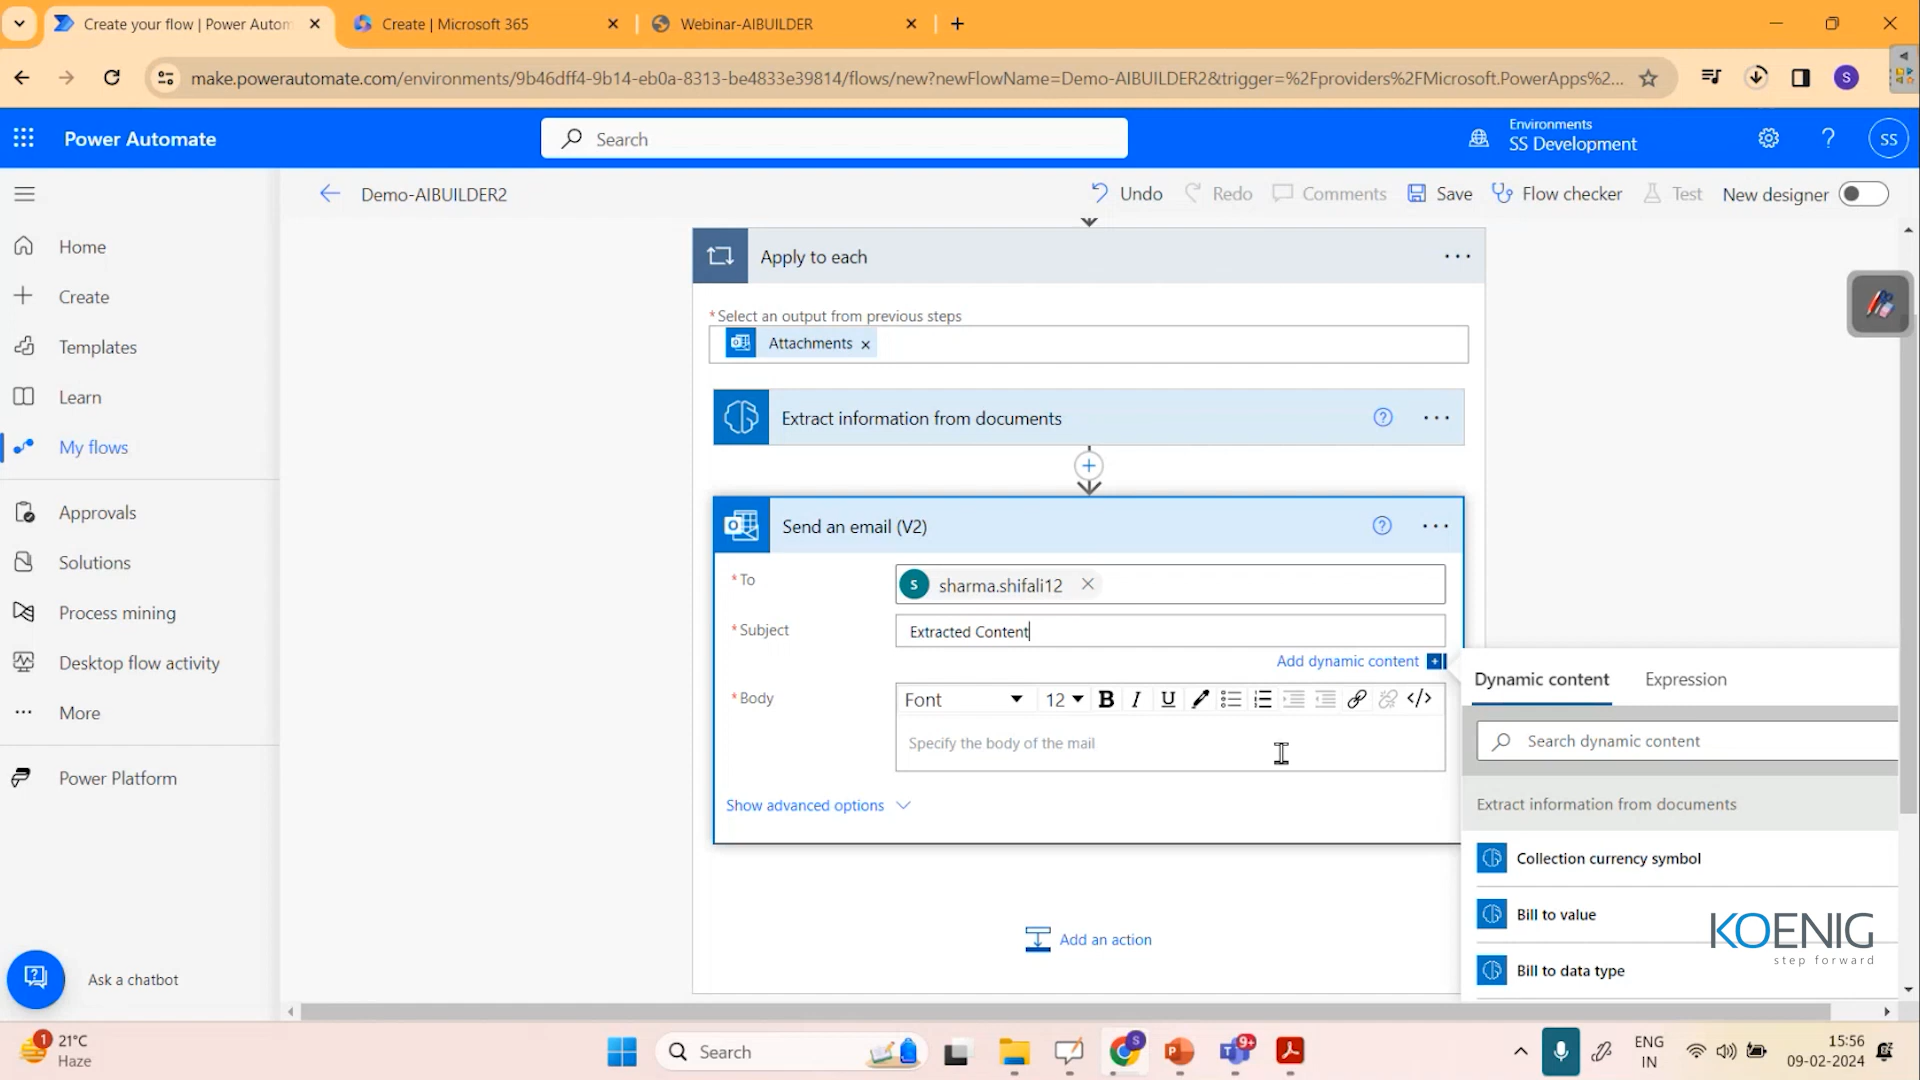 Create your flow | Power Autom
Create | Microsoft 365
Webinar-AIBUILDER
make.powerautomate.com/environments/9b46dff4-9b14-eb0a-8313-be4833e39814/flows/new?newFlowName=Demo-AIBUILDER2&trigger=%2Fproviders%2FMicrosoft.PowerApps%2...
S
Power Automate
Search
Environments
SS Development
?
SS
Demo-AIBUILDER2
Undo
Redo
Comments
Save
Flow checker
Test
New designer
Home
Create
Templates
Learn
My flows
Approvals
Solutions
Process mining
Desktop flow activity
More
Power Platform
Ask a chatbot
Apply to each
* Select an output from previous steps
Attachments
Extract information from documents
Send an email (V2)
* To
S sharma.shifali12
* Subject
Extracted Content
Add dynamic content
* Body
Font
12
B I U </>
Specify the body of the mail
Show advanced options
Add an action
Dynamic content
Expression
Search dynamic content
Extract information from documents
Collection currency symbol
Bill to value
Bill to data type
KOENIG
step forward
1
21°C
Haze
Search
S
9+
ENG
IN
15:56
09-02-2024